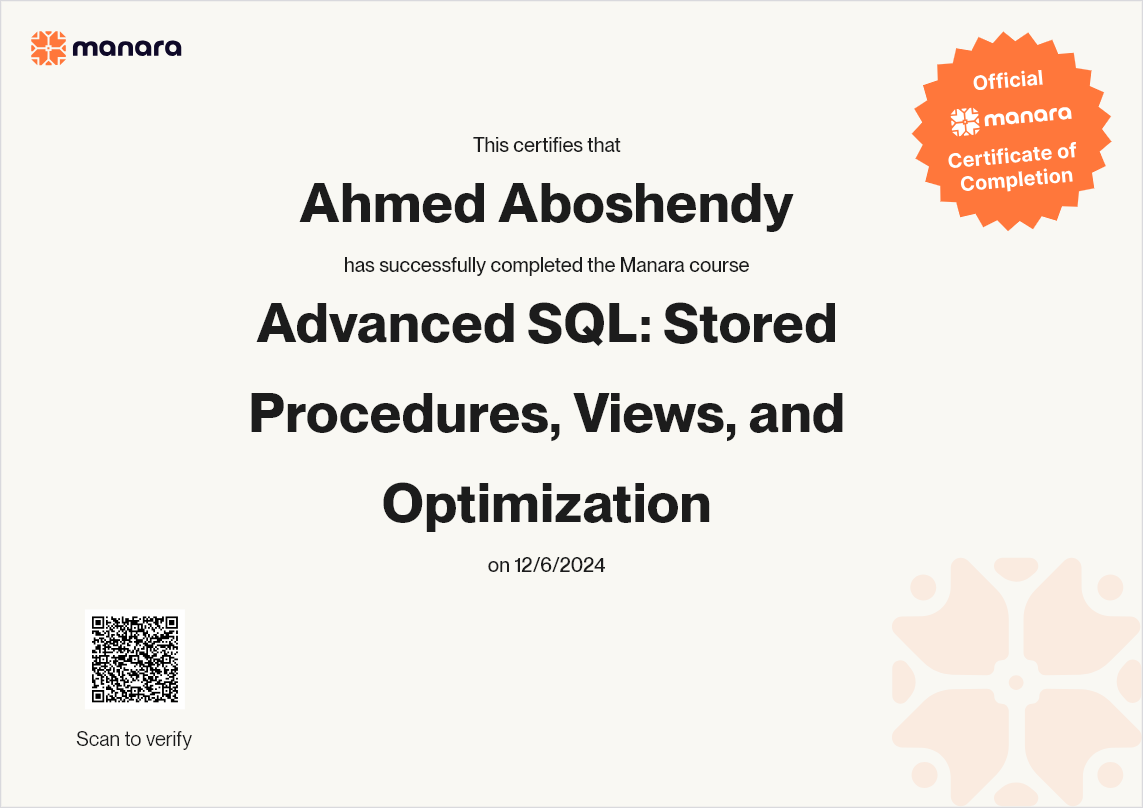 manara
Official
manara
Certificate of
Completion
This certifies that
Ahmed Aboshendy
has successfully completed the Manara course
Advanced SQL: Stored
Procedures, Views, and
Optimization
on 12/6/2024
Scan to verify